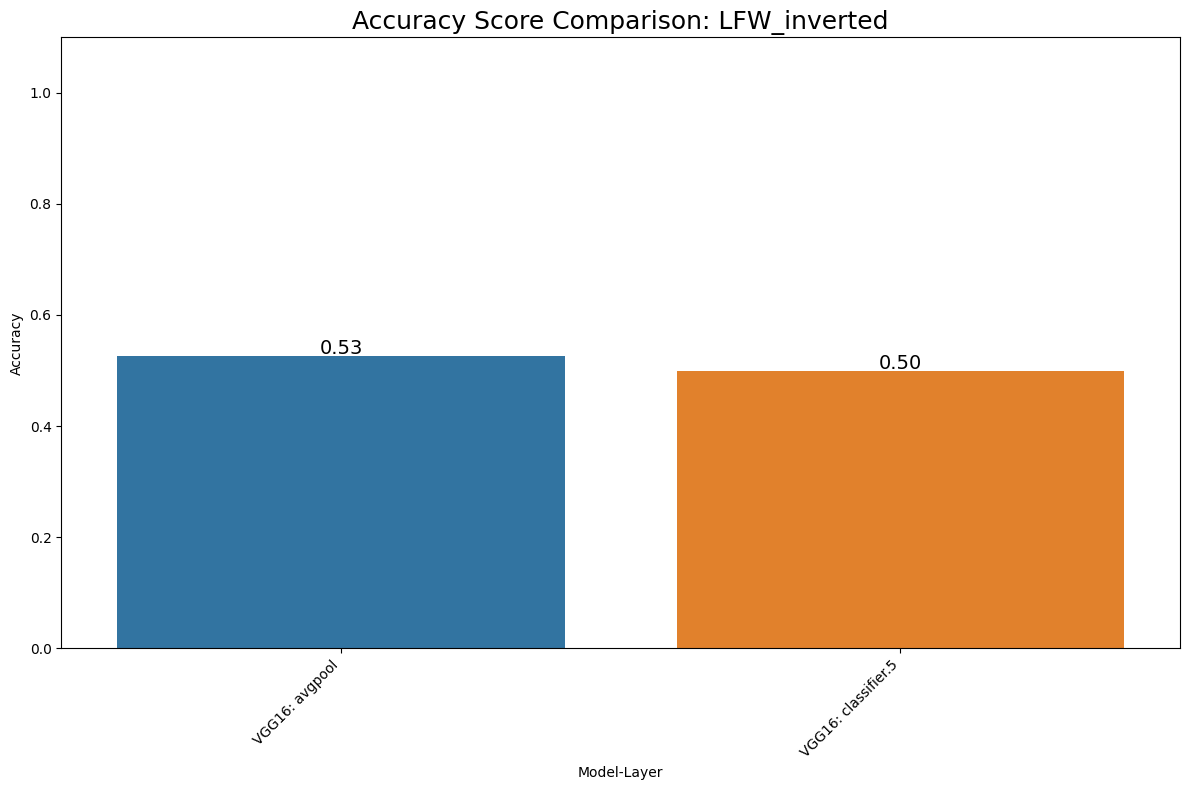 Accuracy Score Comparison: LFW_inverted
Accuracy
1.0
0.8
0.6
0.4
0.2
0.0
0.53
0.50
VGG16: avgpool
VGG16: classifier.5
Model-Layer